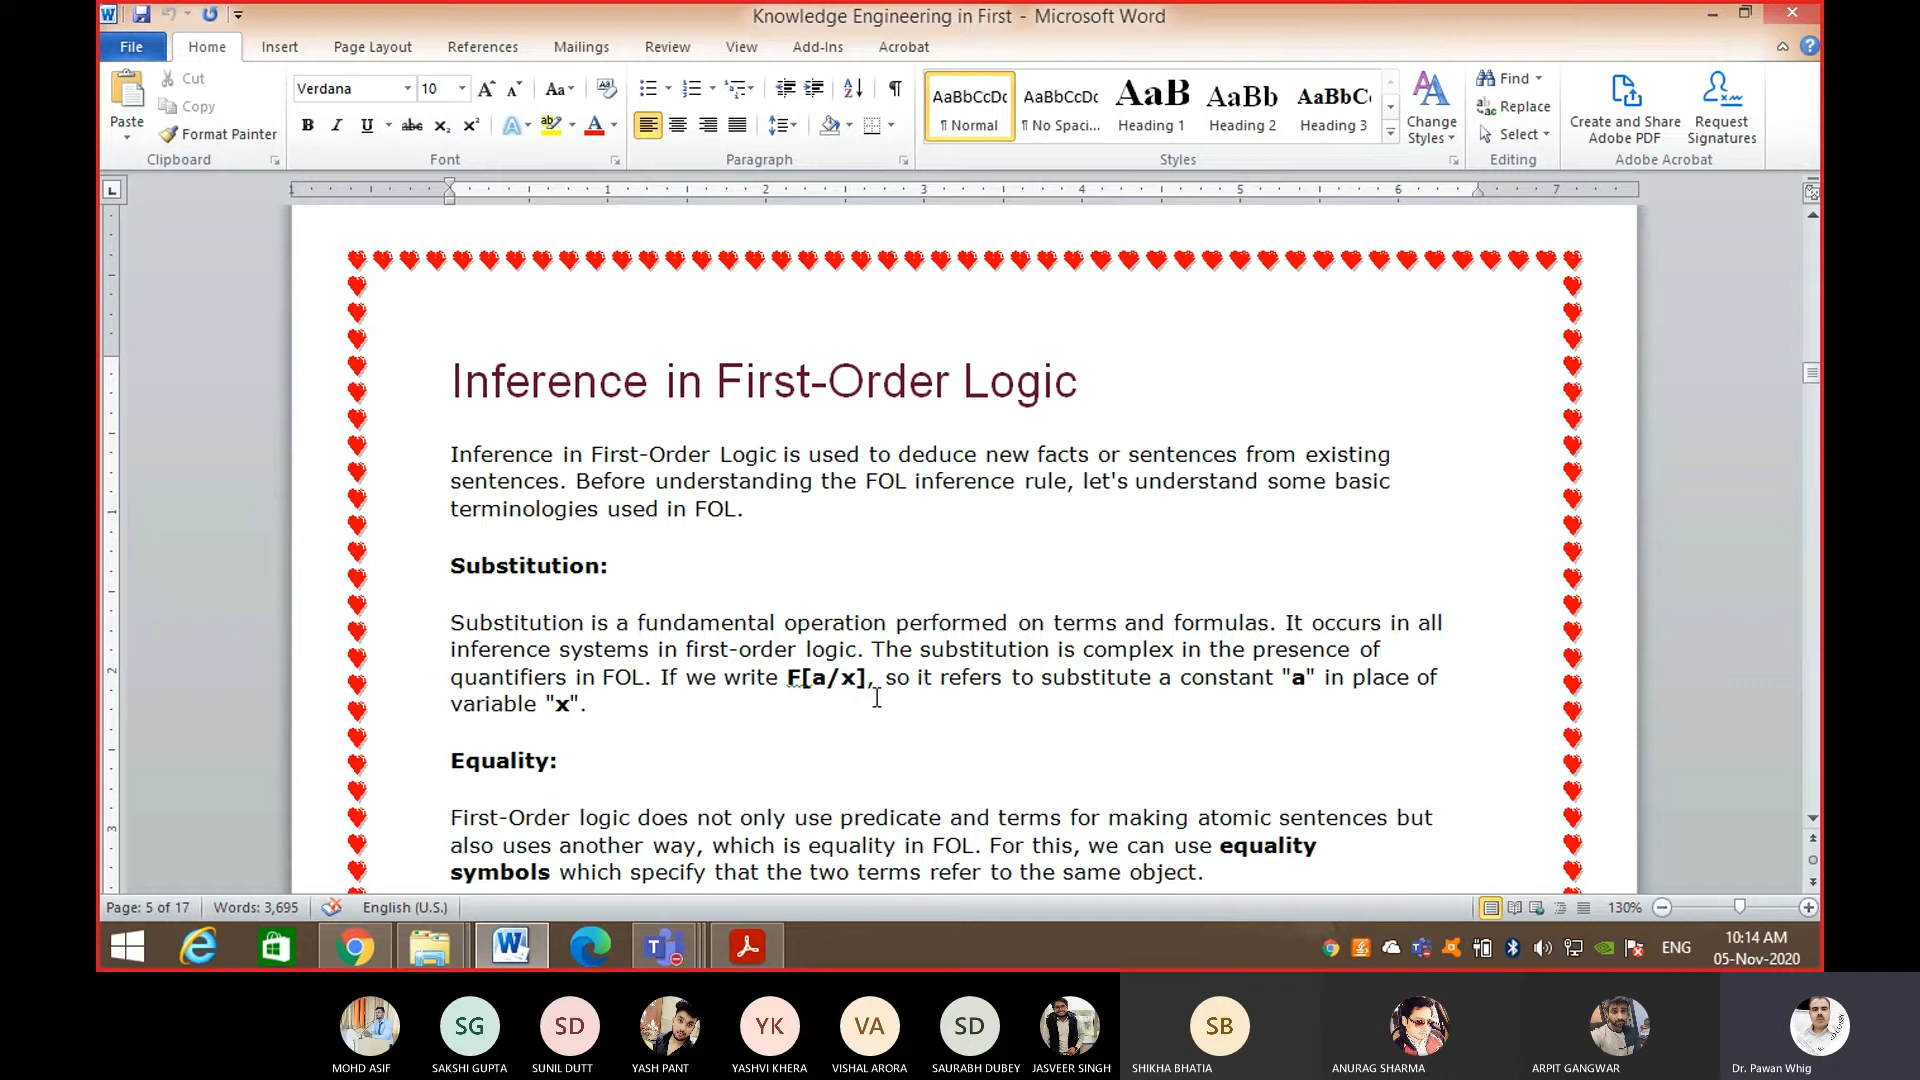 Knowledge Engineering in First - Microsoft Word
File Home Insert Page Layout References Mailings Review View Add-Ins Acrobat
Paste
Cut
Copy
Format Painter
Clipboard
Verdana 10
Font
Paragraph
AaBbCcDc AaBbCcDc AaB AaBb AaBbC
¶ Normal ¶ No Spaci... Heading 1 Heading 2 Heading 3
Change
Styles
Styles
Find
Replace
Select
Editing
Create and Share
Adobe PDF
Request
Signatures
Adobe Acrobat
1 1 2 3 4 5 6 7
Inference in First-Order Logic
Inference in First-Order Logic is used to deduce new facts or sentences from existing
sentences. Before understanding the FOL inference rule, let's understand some basic
terminologies used in FOL.
Substitution:
Substitution is a fundamental operation performed on terms and formulas. It occurs in all
inference systems in first-order logic. The substitution is complex in the presence of
quantifiers in FOL. If we write F[a/x], so it refers to substitute a constant "a" in place of
variable "x".
Equality:
First-Order logic does not only use predicate and terms for making atomic sentences but
also uses another way, which is equality in FOL. For this, we can use equality
symbols which specify that the two terms refer to the same object.
1
2
3
Page: 5 of 17 Words: 3,695 English (U.S.) 130%
ENG
10:14 AM
05-Nov-2020
SG SD YK VA SD SB
MOHD ASIF SAKSHI GUPTA SUNIL DUTT YASH PANT YASHVI KHERA VISHAL ARORA SAURABH DUBEY JASVEER SINGH SHIKHA BHATIA ANURAG SHARMA ARPIT GANGWAR Dr. Pawan Whig